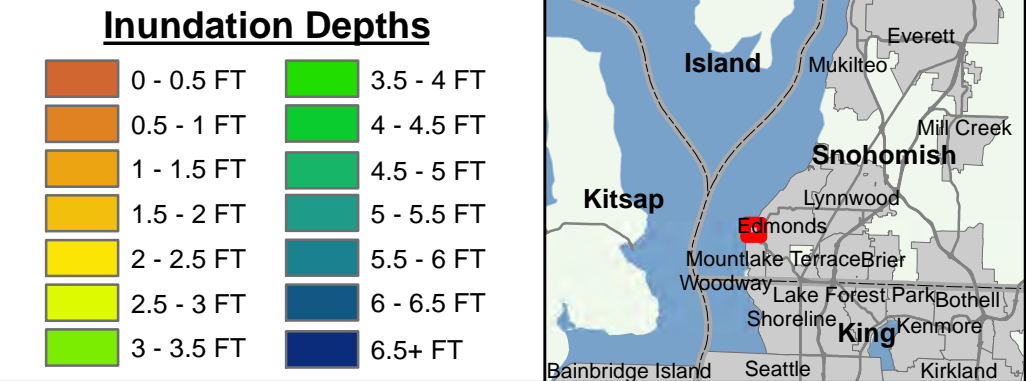 Inundation Depths
0 - 0.5 FT
0.5 - 1 FT
1 - 1.5 FT
1.5 - 2 FT
2 - 2.5 FT
2.5 - 3 FT
3 - 3.5 FT
3.5 - 4 FT
4 - 4.5 FT
4.5 - 5 FT
5 - 5.5 FT
5.5 - 6 FT
6 - 6.5 FT
6.5+ FT
Everett
Island
Mukilteo
Mill Creek
Snohomish
Kitsap
Lynnwood
Edmonds
Mountlake Terrace
Brier
Woodway
Lake Forest Park
Bothell
Shoreline
King
Kenmore
Bainbridge Island
Seattle
Kirkland